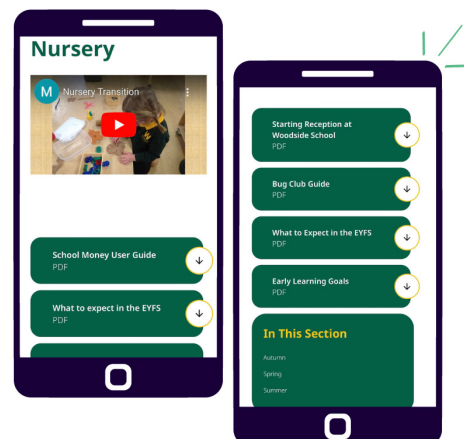 Nursery
M
Nursery Transition
School Money User Guide
PDF
What to expect in the EYFS
PDF
Starting Reception at
Woodside School
PDF
Bug Club Guide
PDF
What to Expect in the EYFS
PDF
Early Learning Goals
PDF
In This Section
Autumn
Spring
Summer